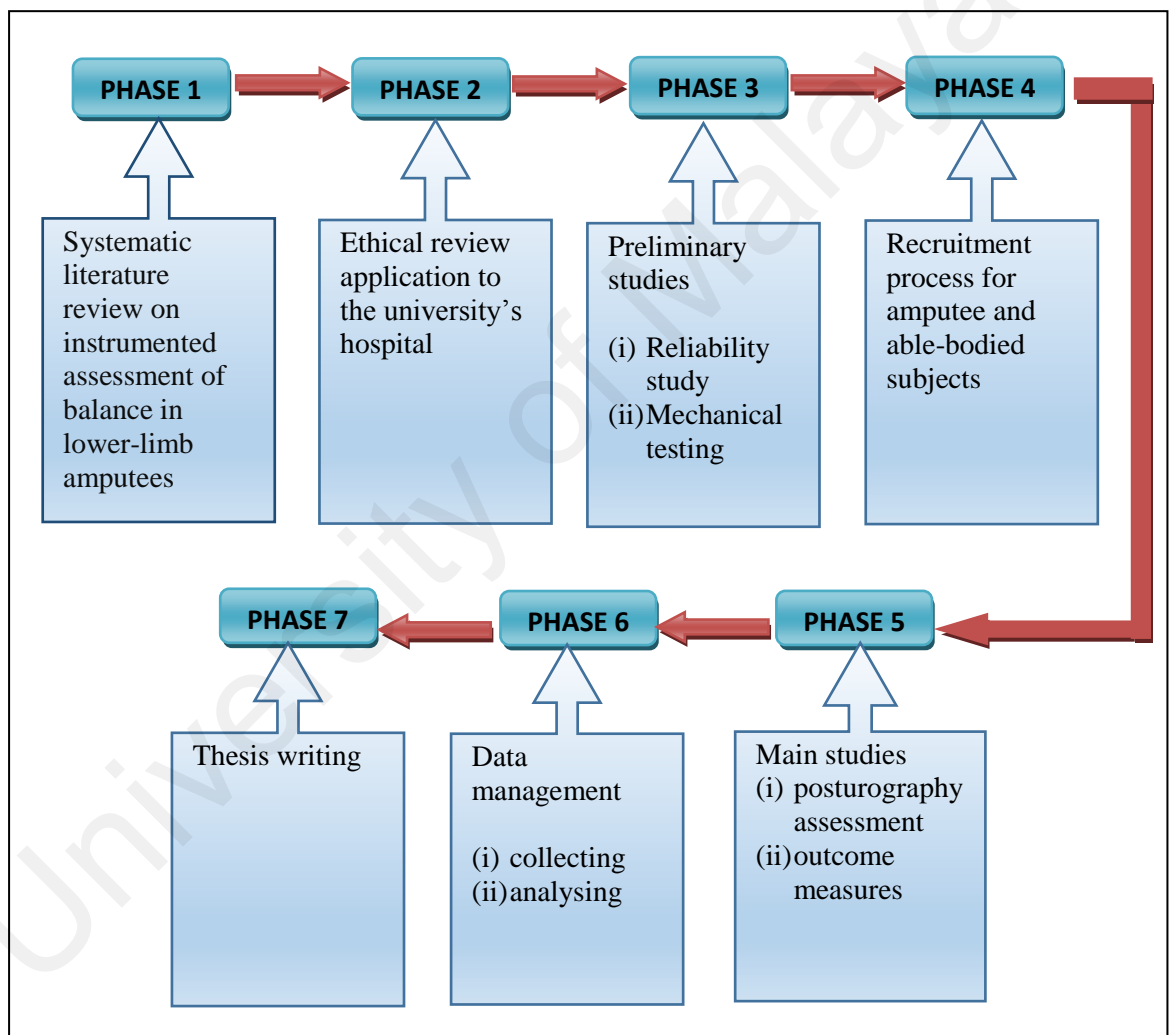 PHASE 1
PHASE 2
PHASE 3
PHASE 4
Systematic
literature
review on
instrumented
assessment of
balance in
lower-limb
amputees
Ethical review
application to
the university’s
hospital
Preliminary
studies
(i) Reliability
study
(ii) Mechanical
testing
Recruitment
process for
amputee and
able-bodied
subjects
PHASE 7
PHASE 6
PHASE 5
Thesis writing
Data
management
(i) collecting
(ii) analysing
Main studies
(i) posturography
assessment
(ii) outcome
measures
University of Malaya